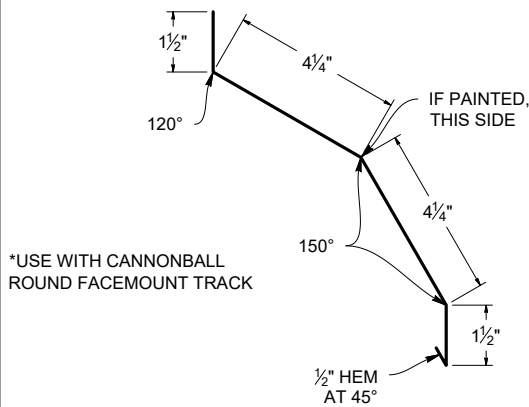 1½"
4¼"
IF PAINTED,
THIS SIDE
120°
4¼"
150°
*USE WITH CANNONBALL
ROUND FACEMOUNT TRACK
1½"
½" HEM
AT 45°